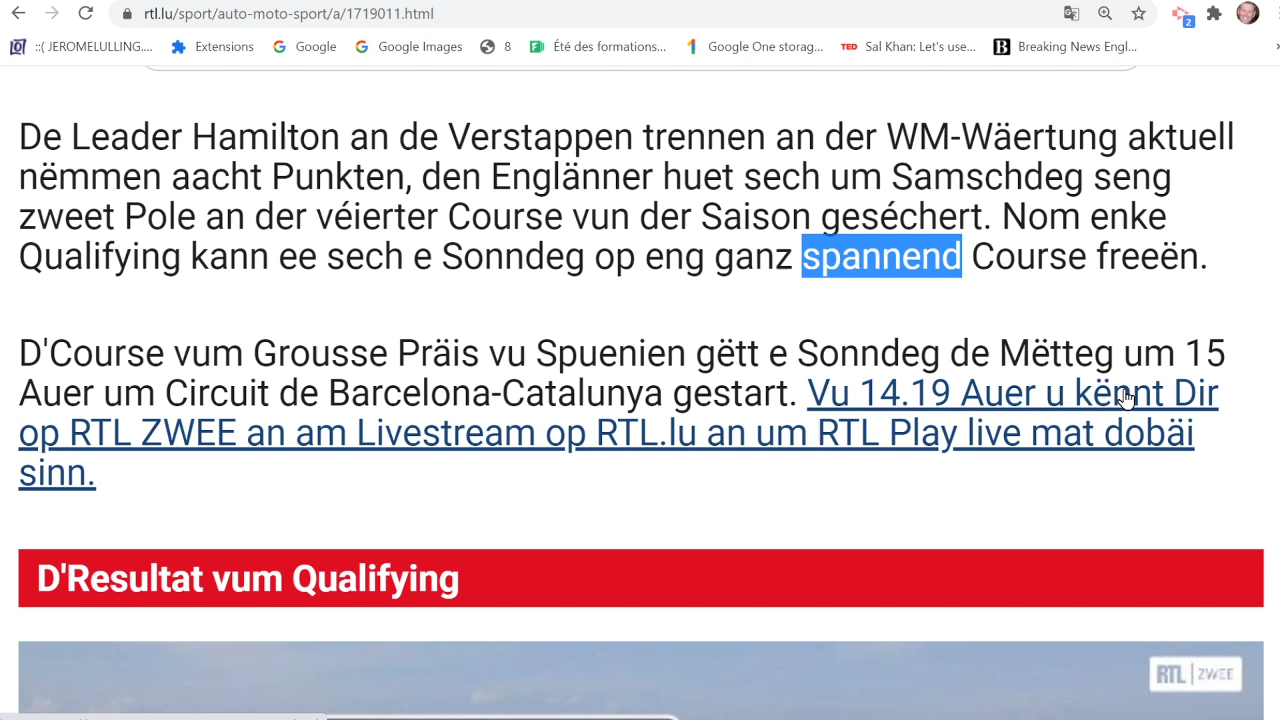 rtl.lu/sport/auto-moto-sport/a/1719011.html
2
::( JEROMELULLING....
Extensions
Google
Google Images
8
Été des formations...
Google One storag...
TED Sal Khan: Let's use...
B Breaking News Engl...
De Leader Hamilton an de Verstappen trennen an der WM-Wäertung aktuell
nëmmen aacht Punkten, den Englänner huet sech um Samschdeg seng
zweet Pole an der véierter Course vun der Saison geséchert. Nom enke
Qualifying kann ee sech e Sonndeg op eng ganz spannend Course freeën.
D'Course vum Grousse Präis vu Spuenien gëtt e Sonndeg de Mëtteg um 15
Auer um Circuit de Barcelona-Catalunya gestart. Vu 14.19 Auer u kënnt Dir
op RTL ZWEE an am Livestream op RTL.lu an um RTL Play live mat dobäi
sinn.
D'Resultat vum Qualifying
RTL ZWEE